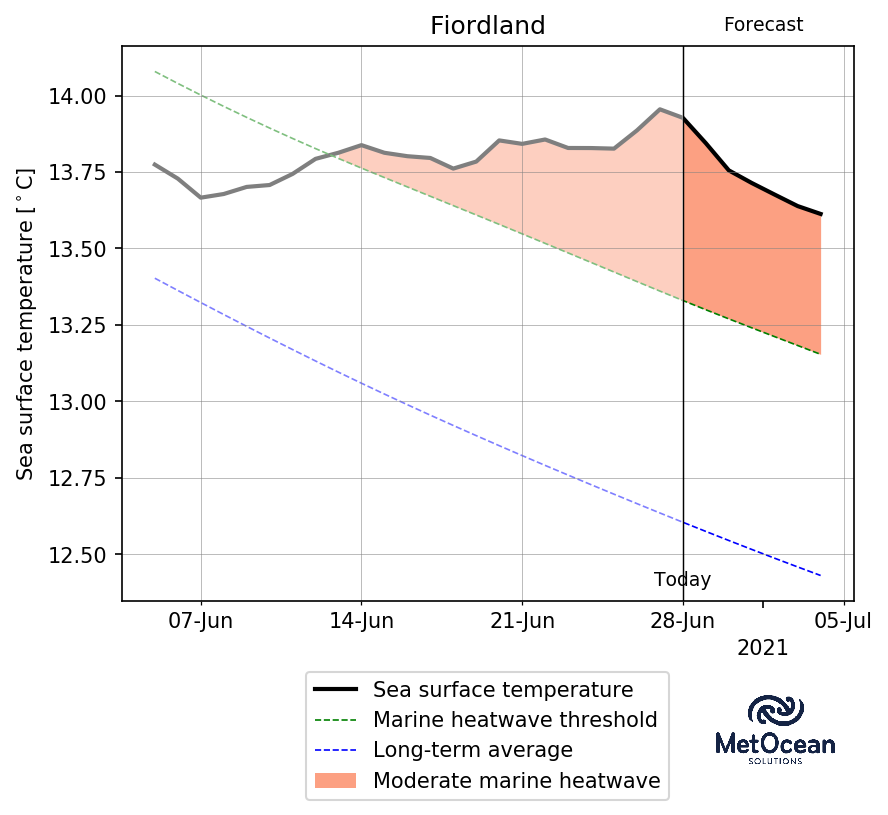 Fiordland
Forecast
Sea surface temperature [°C]
14.00
13.75
13.50
13.25
13.00
12.75
12.50
Today
07-Jun
14-Jun
21-Jun
28-Jun
05-Jul
2021
Sea surface temperature
Marine heatwave threshold
Long-term average
Moderate marine heatwave
MetOcean
SOLUTIONS